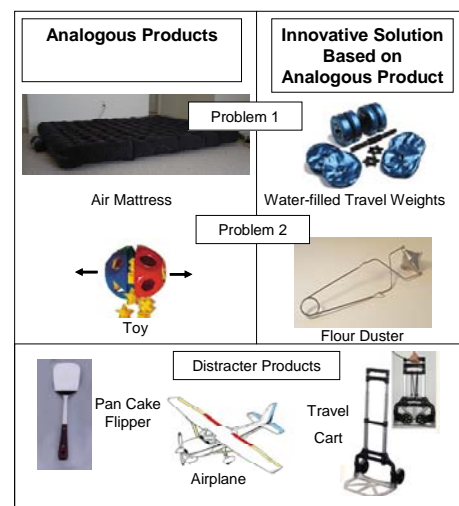 Analogous Products
Innovative Solution
Based on
Analogous Product
Problem 1
Air Mattress
Water-filled Travel Weights
Problem 2
Toy
Flour Duster
Distracter Products
Pan Cake
Flipper
Airplane
Travel
Cart